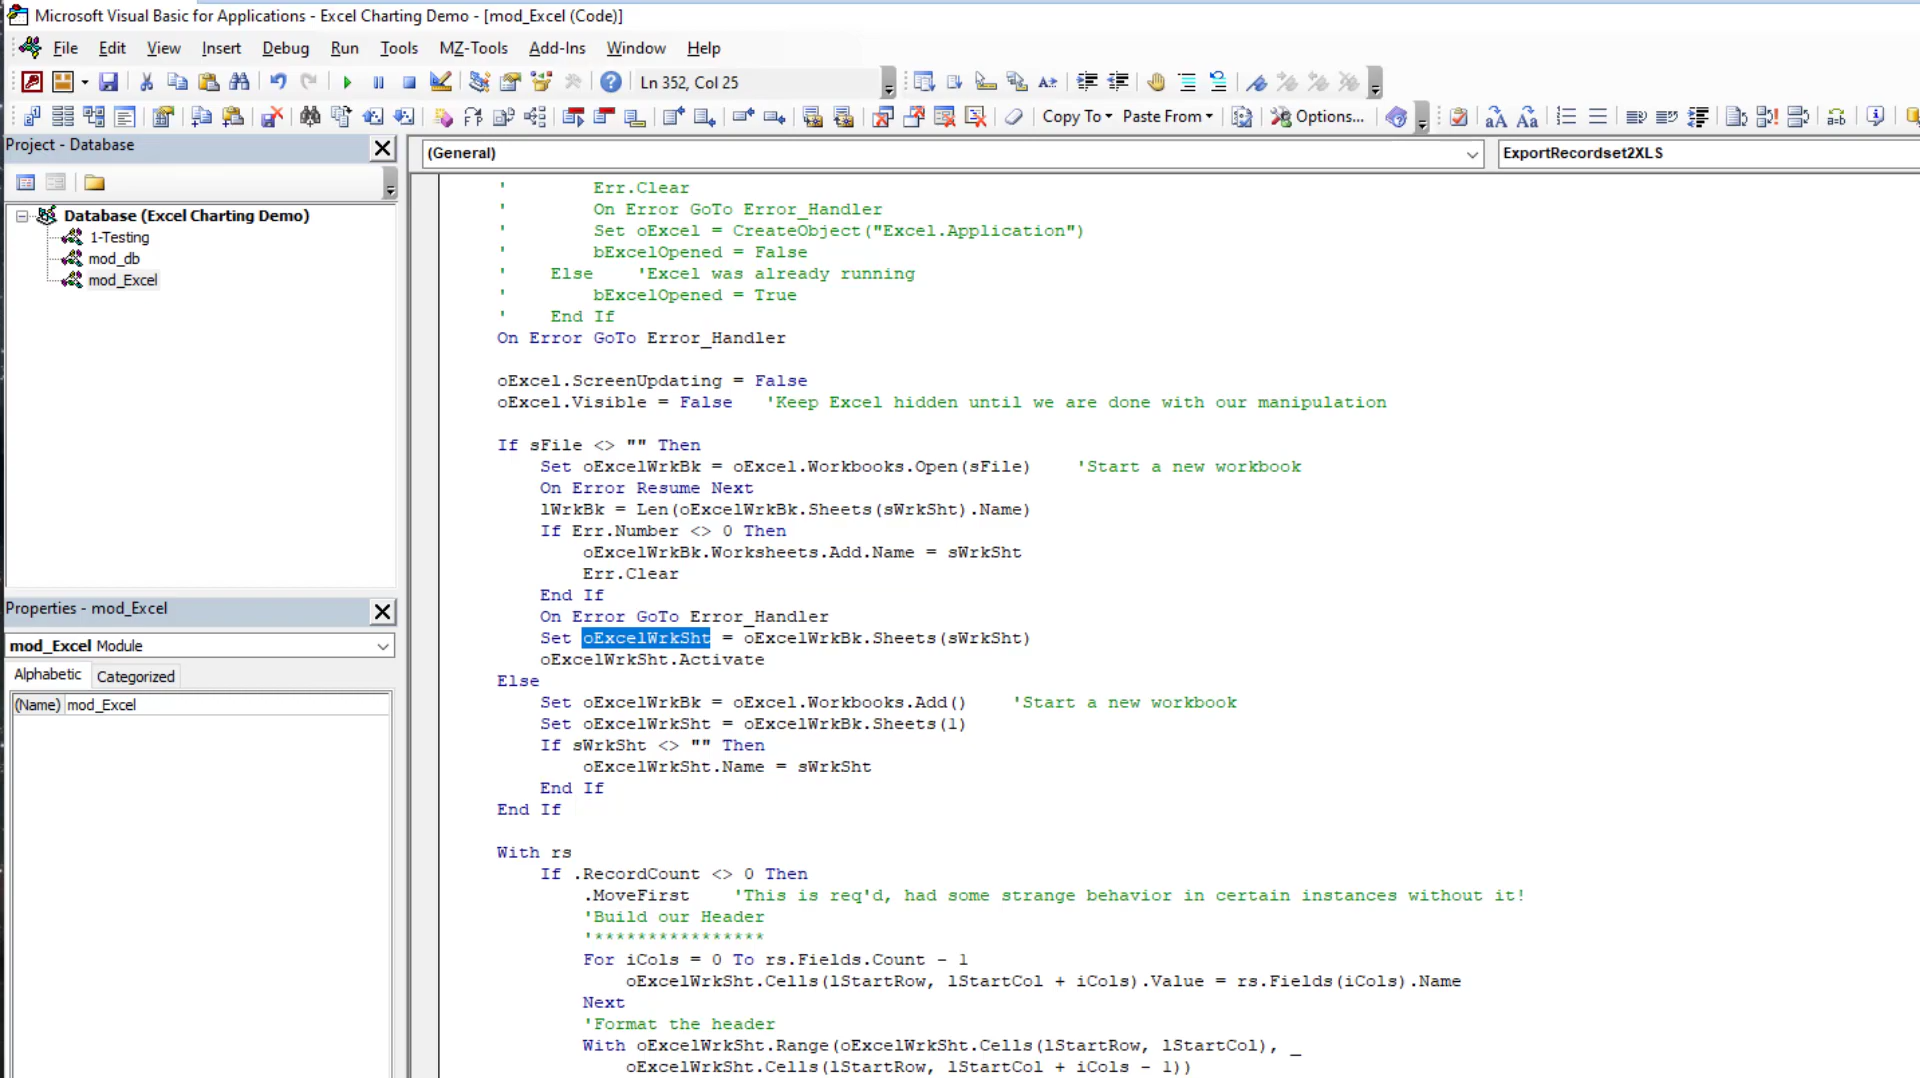 Microsoft Visual Basic for Applications - Excel Charting Demo - [mod_Excel (Code)]
File Edit View Insert Debug Run Tools MZ-Tools Add-Ins Window Help
Ln 352, Col 25
Copy To Paste From Options...
Project - Database
(General)
ExportRecordset2XLS
Database (Excel Charting Demo)
1-Testing
mod_db
mod_Excel
Properties - mod_Excel
mod_Excel Module
Alphabetic Categorized
(Name) mod_Excel
' Err.Clear
' On Error GoTo Error_Handler
' Set oExcel = CreateObject("Excel.Application")
' bExcelOpened = False
' Else 'Excel was already running
' bExcelOpened = True
' End If
On Error GoTo Error_Handler
oExcel.ScreenUpdating = False
oExcel.Visible = False 'Keep Excel hidden until we are done with our manipulation
If sFile <> "" Then
Set oExcelWrkBk = oExcel.Workbooks.Open(sFile) 'Start a new workbook
On Error Resume Next
lWrkBk = Len(oExcelWrkBk.Sheets(sWrkSht).Name)
If Err.Number <> 0 Then
oExcelWrkBk.Worksheets.Add.Name = sWrkSht
Err.Clear
End If
On Error GoTo Error_Handler
Set oExcelWrkSht = oExcelWrkBk.Sheets(sWrkSht)
oExcelWrkSht.Activate
Else
Set oExcelWrkBk = oExcel.Workbooks.Add() 'Start a new workbook
Set oExcelWrkSht = oExcelWrkBk.Sheets(1)
If sWrkSht <> "" Then
oExcelWrkSht.Name = sWrkSht
End If
End If
With rs
If .RecordCount <> 0 Then
.MoveFirst 'This is req'd, had some strange behavior in certain instances without it!
'Build our Header
'****************
For iCols = 0 To rs.Fields.Count - 1
oExcelWrkSht.Cells(lStartRow, lStartCol + iCols).Value = rs.Fields(iCols).Name
Next
'Format the header
With oExcelWrkSht.Range(oExcelWrkSht.Cells(lStartRow, lStartCol), _
oExcelWrkSht.Cells(lStartRow, lStartCol + iCols - 1))